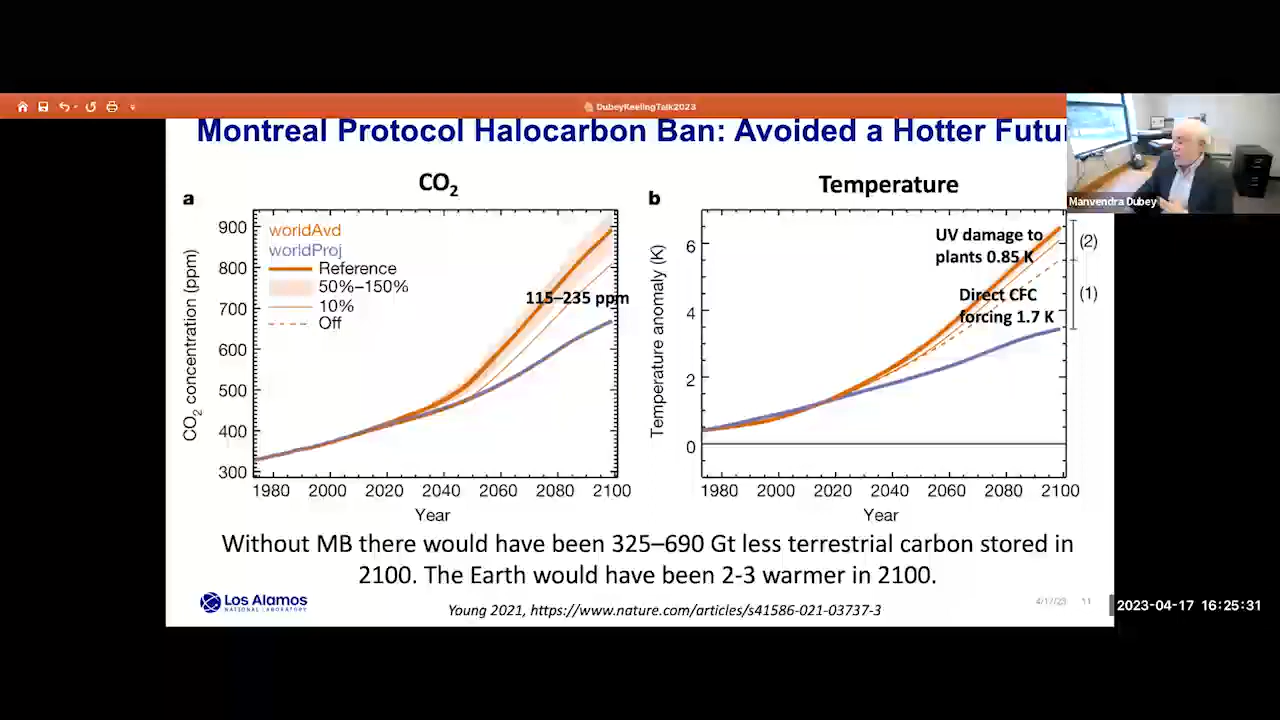 DubeyKeelingTalk2023
Montreal Protocol Halocarbon Ban: Avoided a Hotter
Manvendra Dubey
a
CO₂
b
Temperature
900
800
700
600
500
400
300
CO₂ concentration (ppm)
worldAvd
worldProj
Reference
50%–150%
10%
Off
115–235 ppm
1980 2000 2020 2040 2060 2080 2100
Year
6
4
2
0
Temperature anomaly (K)
UV damage to
plants 0.85 K
Direct CFC
forcing 1.7 K
(2)
(1)
1980 2000 2020 2040 2060 2080 2100
Year
Without MB there would have been 325–690 Gt less terrestrial carbon stored in
2100. The Earth would have been 2-3 warmer in 2100.
Los Alamos
NATIONAL LABORATORY
Young 2021, https://www.nature.com/articles/s41586-021-03737-3
4/17/23 11
2023-04-17 16:25:31